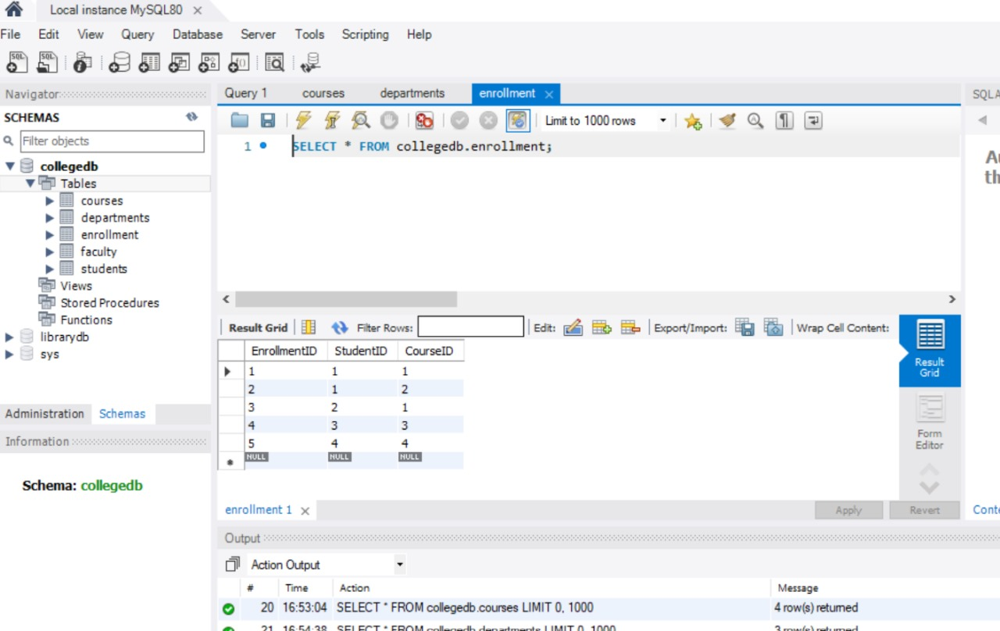 Local instance MySQL80
File Edit View Query Database Server Tools Scripting Help
Navigator
SCHEMAS
Filter objects
collegedb
Tables
courses
departments
enrollment
faculty
students
Views
Stored Procedures
Functions
librarydb
sys
Administration Schemas
Information
Schema: collegedb
Query 1 courses departments enrollment
Limit to 1000 rows
1 SELECT * FROM collegedb.enrollment;
Result Grid Filter Rows: Edit: Export/Import: Wrap Cell Content:
EnrollmentID StudentID CourseID
1 1 1
2 1 2
3 2 1
4 3 3
5 4 4
NULL NULL NULL
Result
Grid
Form
Editor
enrollment 1 Apply Revert
Output
Action Output
# Time Action Message
20 16:53:04 SELECT * FROM collegedb.courses LIMIT 0, 1000 4 row(s) returned
21 16:54:38 SELECT * FROM collegedb.departments LIMIT 0, 1000 3 row(s) returned